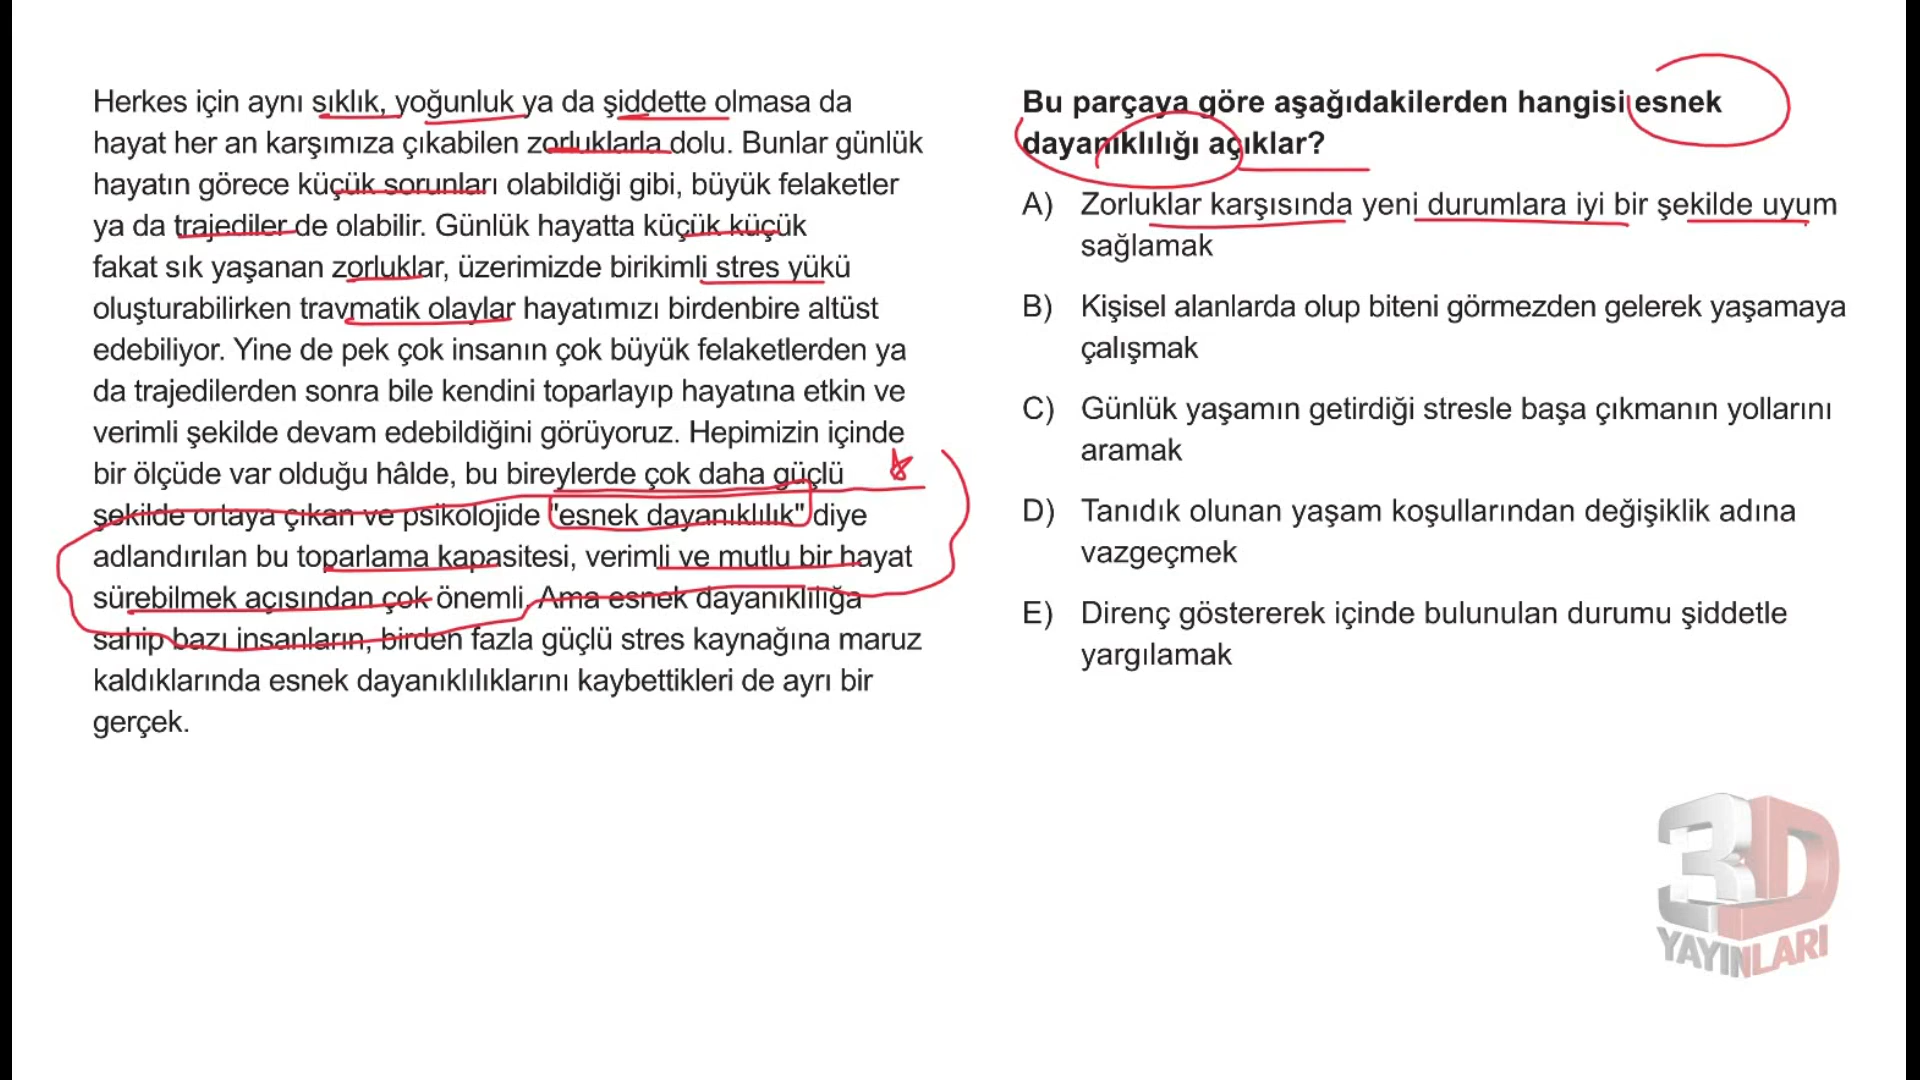 Herkes için aynı sıklık, yoğunluk ya da şiddette olmasa da
hayat her an karşımıza çıkabilen zorluklarla dolu. Bunlar günlük
hayatın görece küçük sorunları olabildiği gibi, büyük felaketler
ya da trajediler de olabilir. Günlük hayatta küçük küçük
fakat sık yaşanan zorluklar, üzerimizde birikimli stres yükü
oluşturabilirken travmatik olaylar hayatımızı birdenbire altüst
edebiliyor. Yine de pek çok insanın çok büyük felaketlerden ya
da trajedilerden sonra bile kendini toparlayıp hayatına etkin ve
verimli şekilde devam edebildiğini görüyoruz. Hepimizin içinde
bir ölçüde var olduğu hâlde, bu bireylerde çok daha güçlü
şekilde ortaya çıkan ve psikolojide "esnek dayanıklılık" diye
adlandırılan bu toparlama kapasitesi, verimli ve mutlu bir hayat
sürebilmek açısından çok önemli. Ama esnek dayanıklılığa
sahip bazı insanların, birden fazla güçlü stres kaynağına maruz
kaldıklarında esnek dayanıklılıklarını kaybettikleri de ayrı bir
gerçek.
Bu parçaya göre aşağıdakilerden hangisi esnek
dayanıklılığı açıklar?
A) Zorluklar karşısında yeni durumlara iyi bir şekilde uyum
sağlamak
B) Kişisel alanlarda olup biteni görmezden gelerek yaşamaya
çalışmak
C) Günlük yaşamın getirdiği stresle başa çıkmanın yollarını
aramak
D) Tanıdık olunan yaşam koşullarından değişiklik adına
vazgeçmek
E) Direnç göstererek içinde bulunulan durumu şiddetle
yargılamak
3D
YAYINLARI